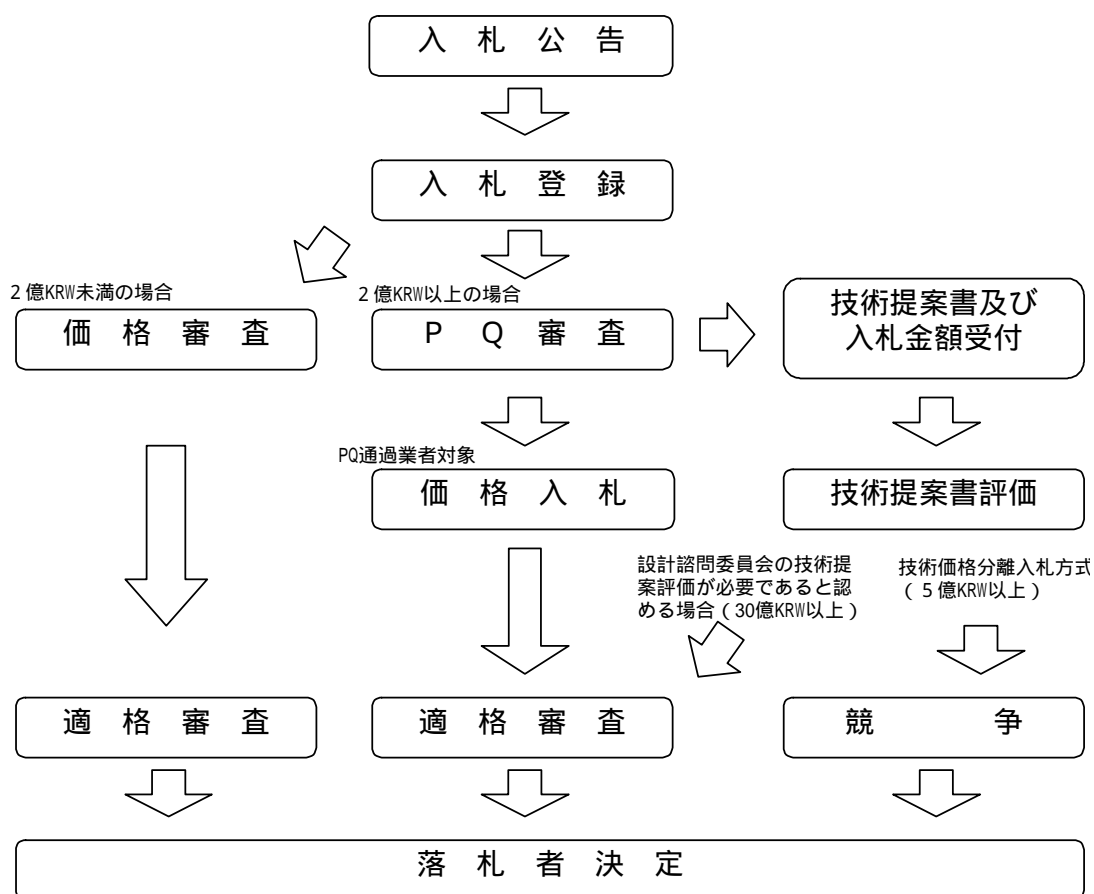 入札公告
入札登録
2億KRW未満の場合
2億KRW以上の場合
価格審査
PQ審査
技術提案書及び
入札金額受付
PQ通過業者対象
価格入札
技術提案書評価
設計諮問委員会の技術提
案評価が必要であると認
める場合(30億KRW以上)
技術価格分離入札方式
(5億KRW以上)
適格審査
適格審査
競争
落札者決定